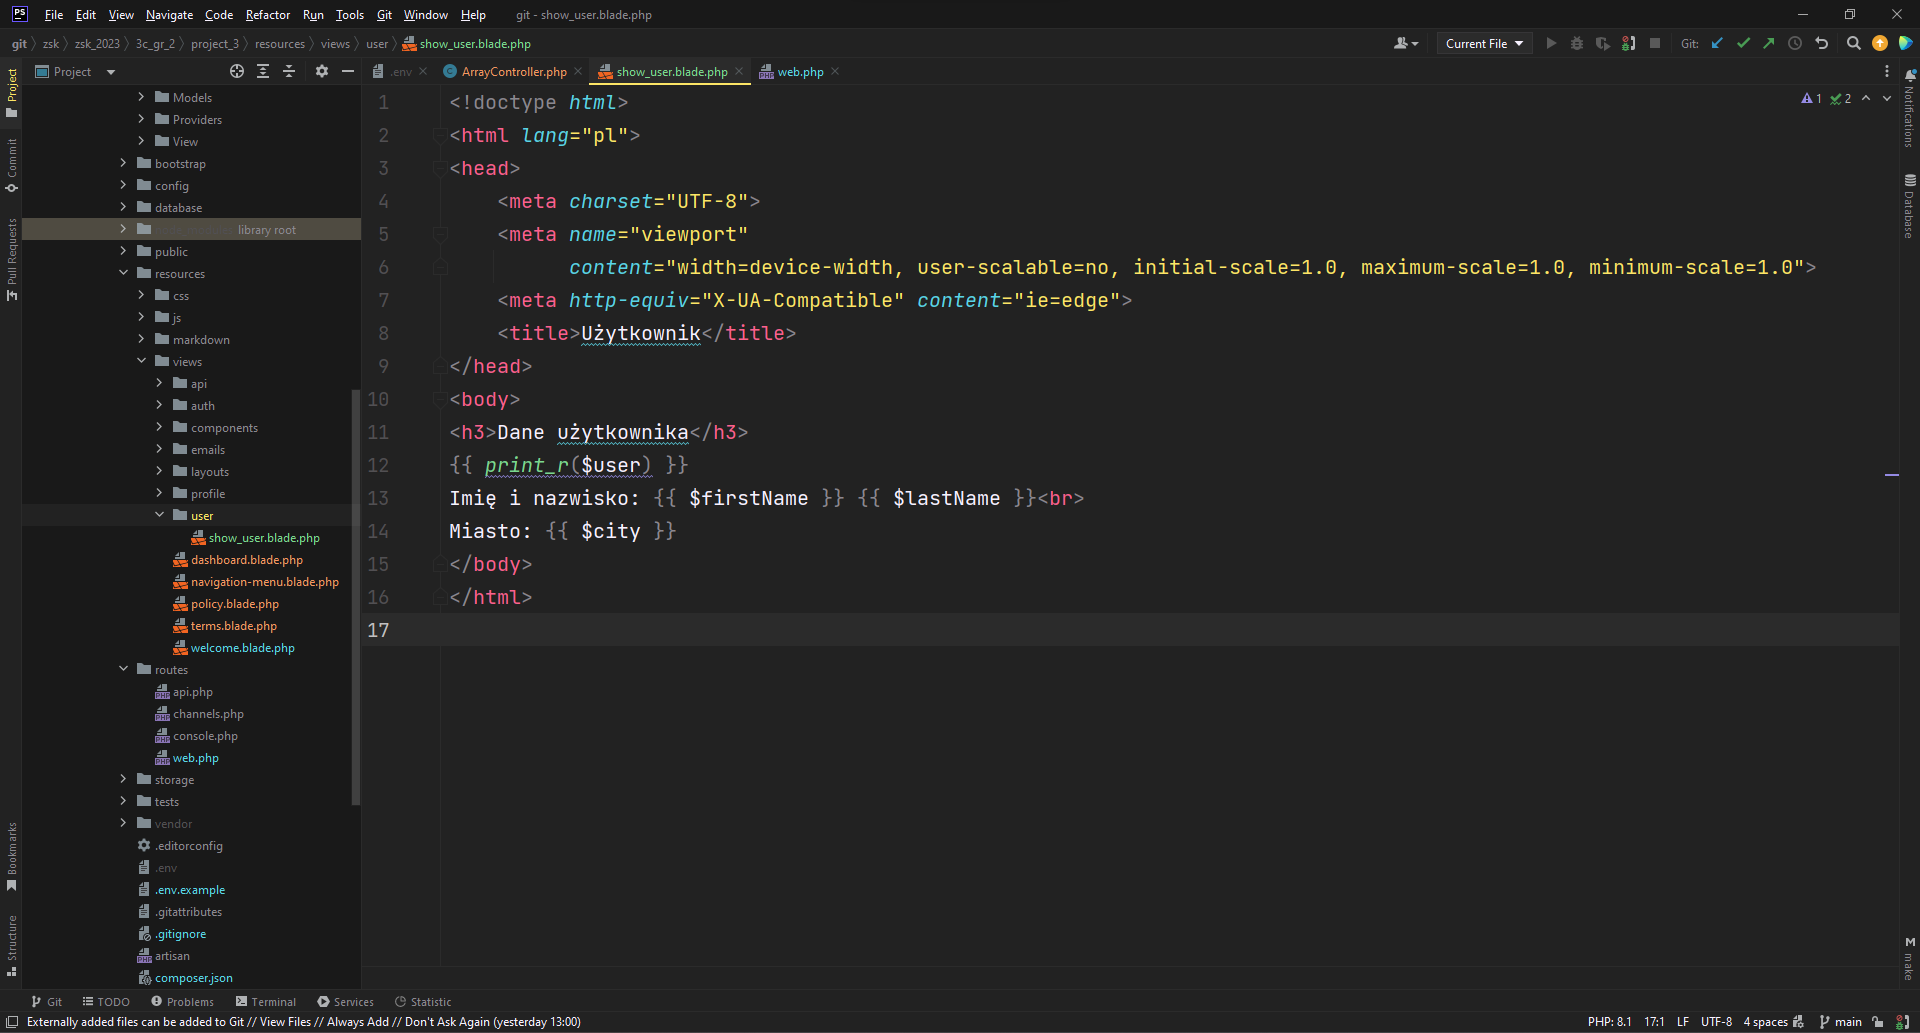 PS File Edit View Navigate Code Refactor Run Tools Git Window Help git - show_user.blade.php
git zsk zsk_2023 3c_gr_2 project_3 resources views user show_user.blade.php Current File Git:
Project .env ArrayController.php show_user.blade.php web.php
Project
Commit
Pull Requests
Bookmarks
Structure
Models
Providers
View
bootstrap
config
database
library root
public
resources
css
js
markdown
views
api
auth
components
emails
layouts
profile
user
show_user.blade.php
dashboard.blade.php
navigation-menu.blade.php
policy.blade.php
terms.blade.php
welcome.blade.php
routes
api.php
channels.php
console.php
web.php
storage
tests
vendor
.editorconfig
.env
.env.example
.gitattributes
.gitignore
artisan
composer.json
1 <!doctype html>
2 <html lang="pl">
3 <head>
4 <meta charset="UTF-8">
5 <meta name="viewport"
6 content="width=device-width, user-scalable=no, initial-scale=1.0, maximum-scale=1.0, minimum-scale=1.0">
7 <meta http-equiv="X-UA-Compatible" content="ie=edge">
8 <title>Użytkownik</title>
9 </head>
10 <body>
11 <h3>Dane użytkownika</h3>
12 {{ print_r($user) }}
13 Imię i nazwisko: {{ $firstName }} {{ $lastName }}<br>
14 Miasto: {{ $city }}
15 </body>
16 </html>
17
1 2
Notifications
Database
M make
Git TODO Problems Terminal Services Statistic
Externally added files can be added to Git // View Files // Always Add // Don't Ask Again (yesterday 13:00) PHP: 8.1 17:1 LF UTF-8 4 spaces main